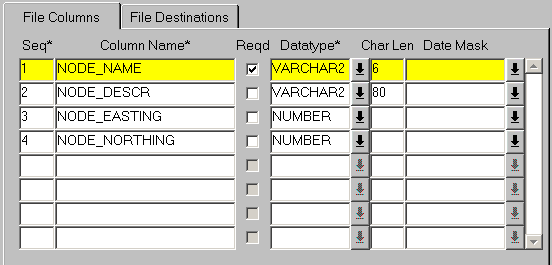 File Columns File Destinations
Seq* Column Name* Reqd Datatype* Char Len Date Mask
1 NODE_NAME VARCHAR2 6
2 NODE_DESCR VARCHAR2 80
3 NODE_EASTING NUMBER
4 NODE_NORTHING NUMBER